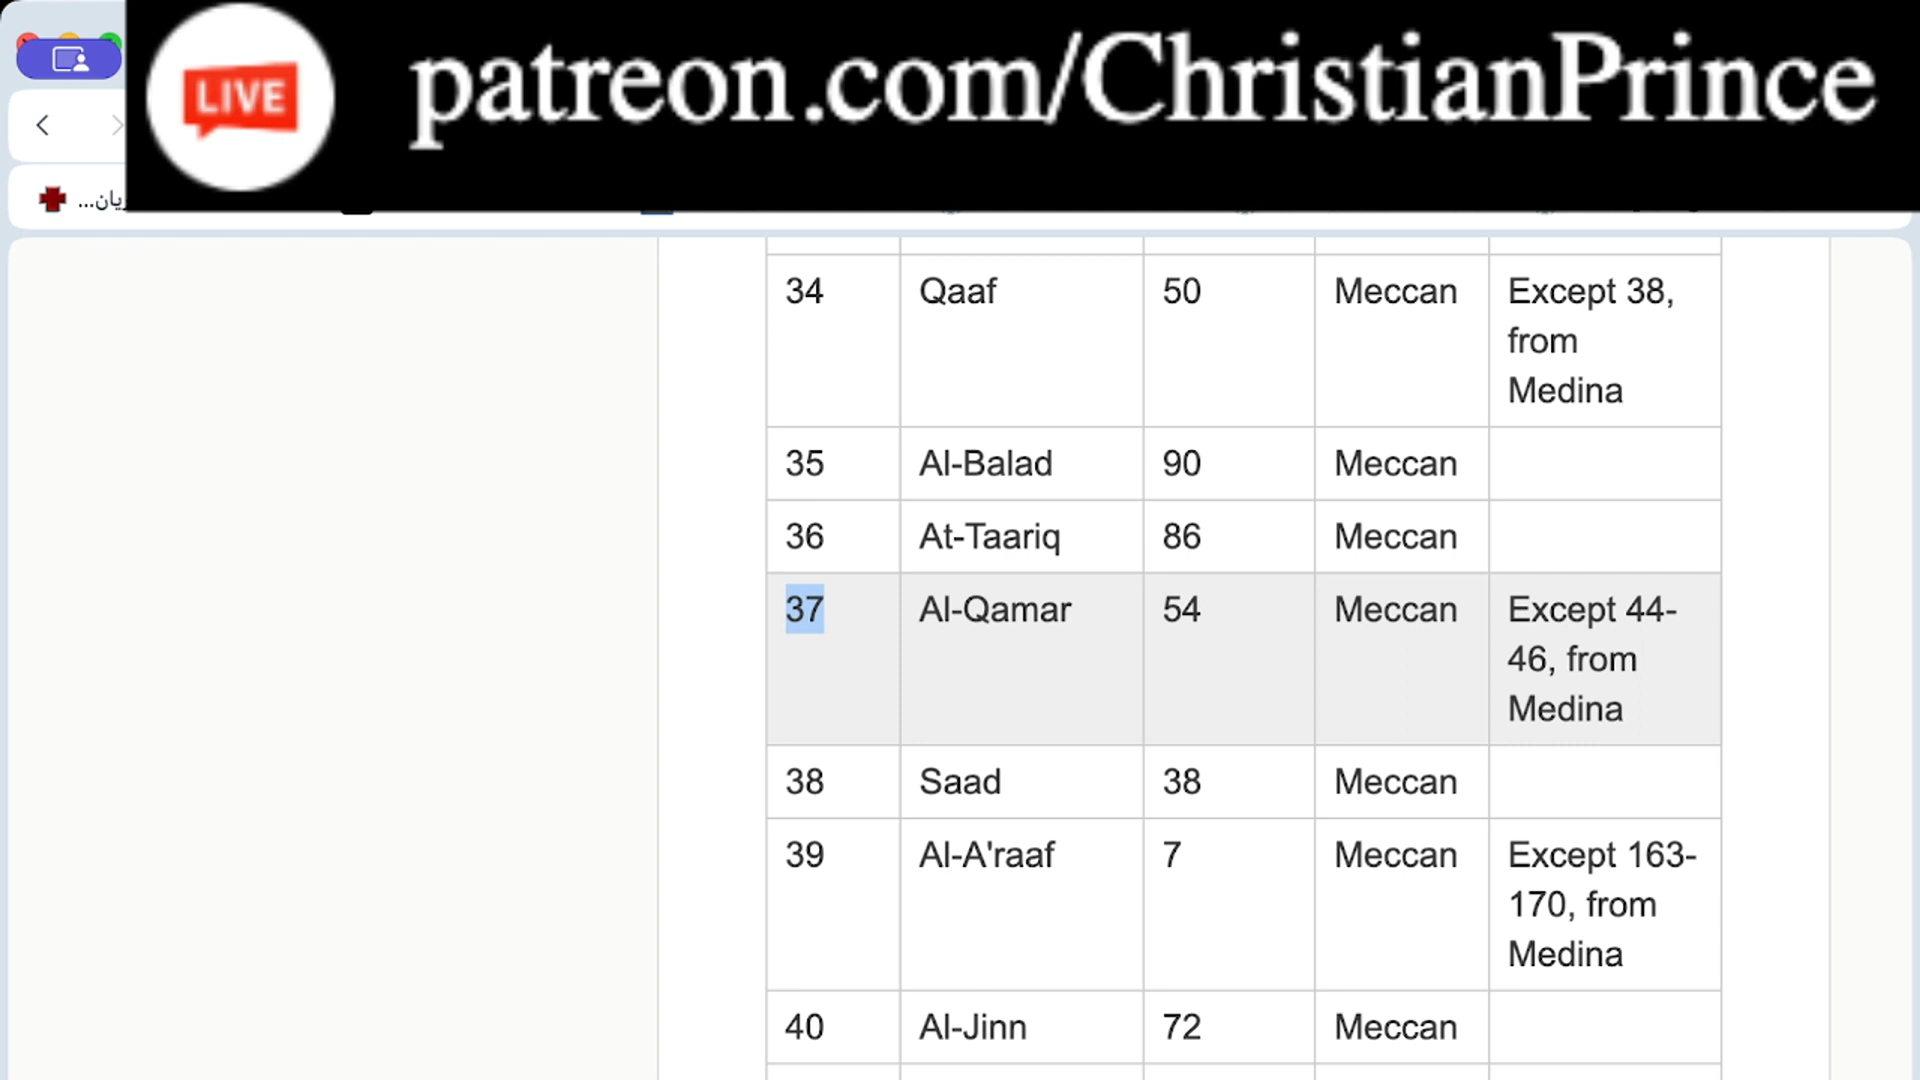 LIVE
patreon.com/ChristianPrince
34 Qaaf 50 Meccan Except 38,
from
Medina
35 Al-Balad 90 Meccan
36 At-Taariq 86 Meccan
37 Al-Qamar 54 Meccan Except 44-
46, from
Medina
38 Saad 38 Meccan
39 Al-A'raaf 7 Meccan Except 163-
170, from
Medina
40 Al-Jinn 72 Meccan